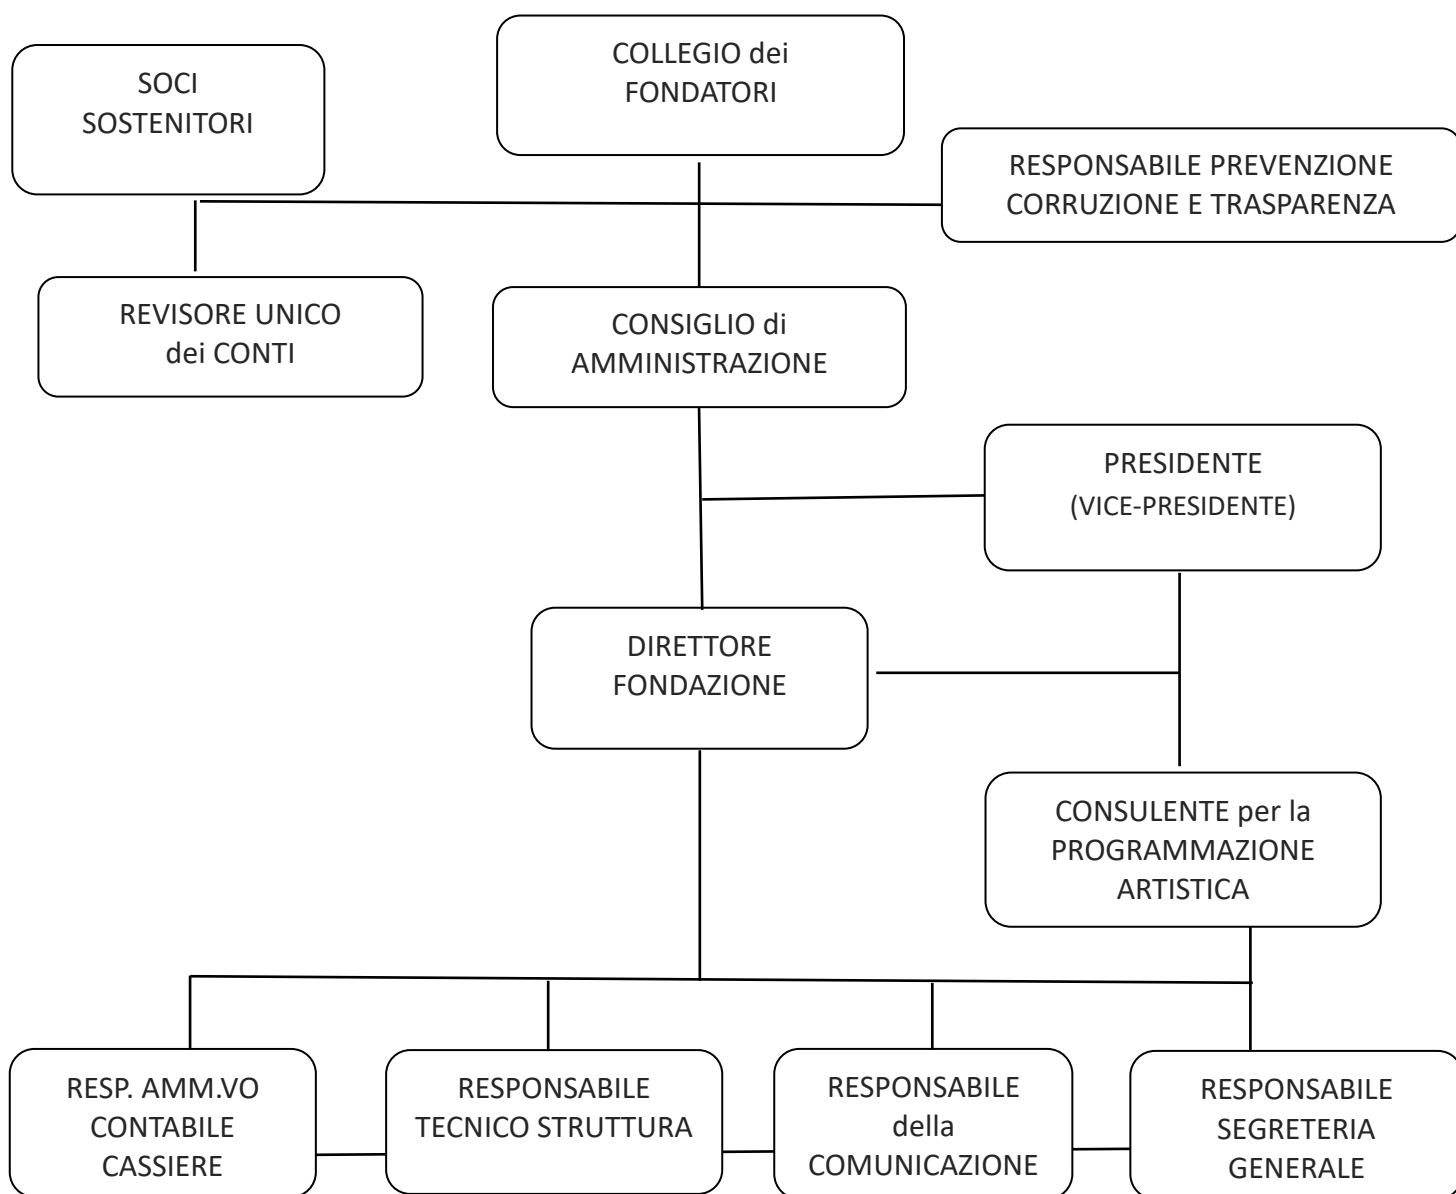 SOCI
SOSTENITORI
COLLEGIO dei
FONDATORI
RESPONSABILE PREVENZIONE
CORRUZIONE E TRASPARENZA
REVISORE UNICO
dei CONTI
CONSIGLIO di
AMMINISTRAZIONE
PRESIDENTE
(VICE-PRESIDENTE)
DIRETTORE
FONDAZIONE
CONSULENTE per la
PROGRAMMAZIONE
ARTISTICA
RESP. AMM.VO
CONTABILE
CASSIERE
RESPONSABILE
TECNICO STRUTTURA
RESPONSABILE
della
COMUNICAZIONE
RESPONSABILE
SEGRETERIA
GENERALE